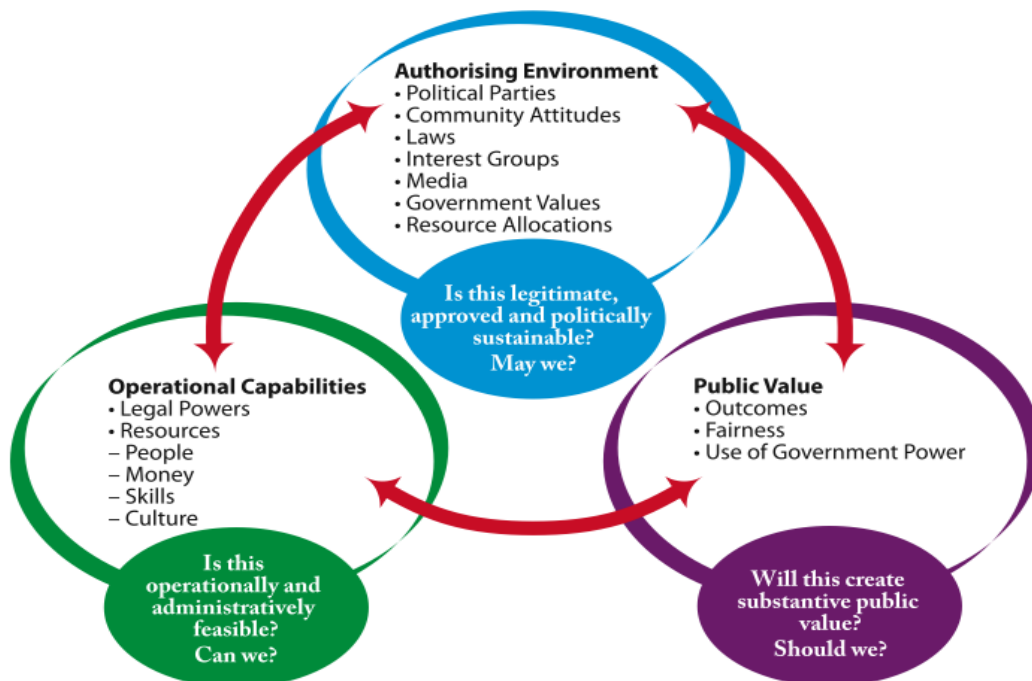 Authorising Environment
• Political Parties
• Community Attitudes
• Laws
• Interest Groups
• Media
• Government Values
• Resource Allocations
Is this legitimate,
approved and politically
sustainable?
May we?
Operational Capabilities
• Legal Powers
• Resources
– People
– Money
– Skills
– Culture
Is this
operationally and
administratively
feasible?
Can we?
Public Value
• Outcomes
• Fairness
• Use of Government Power
Will this create
substantive public
value?
Should we?